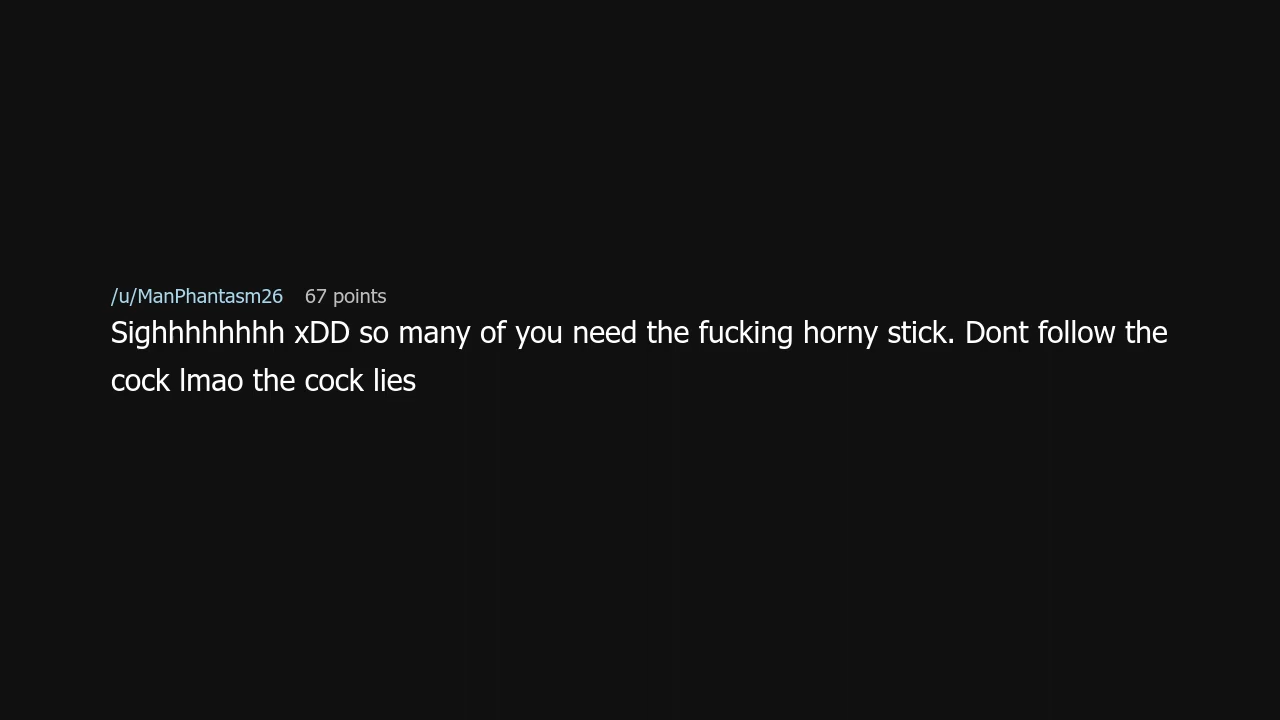 /u/ManPhantasm26 67 points
Sighhhhhhhh xDD so many of you need the fucking horny stick. Dont follow the
cock lmao the cock lies